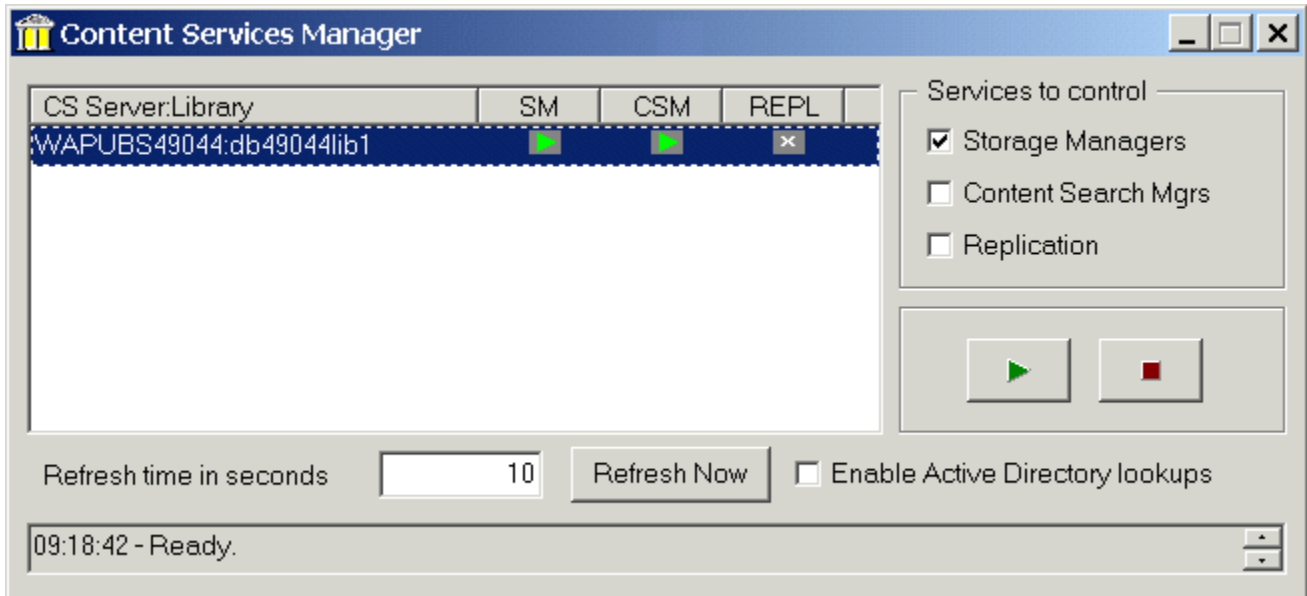 Content Services Manager
CS Server:Library SM CSM REPL
WAPUBS49044:db49044lib1
Services to control
Storage Managers
Content Search Mgrs
Replication
Refresh time in seconds 10 Refresh Now Enable Active Directory lookups
09:18:42 - Ready.